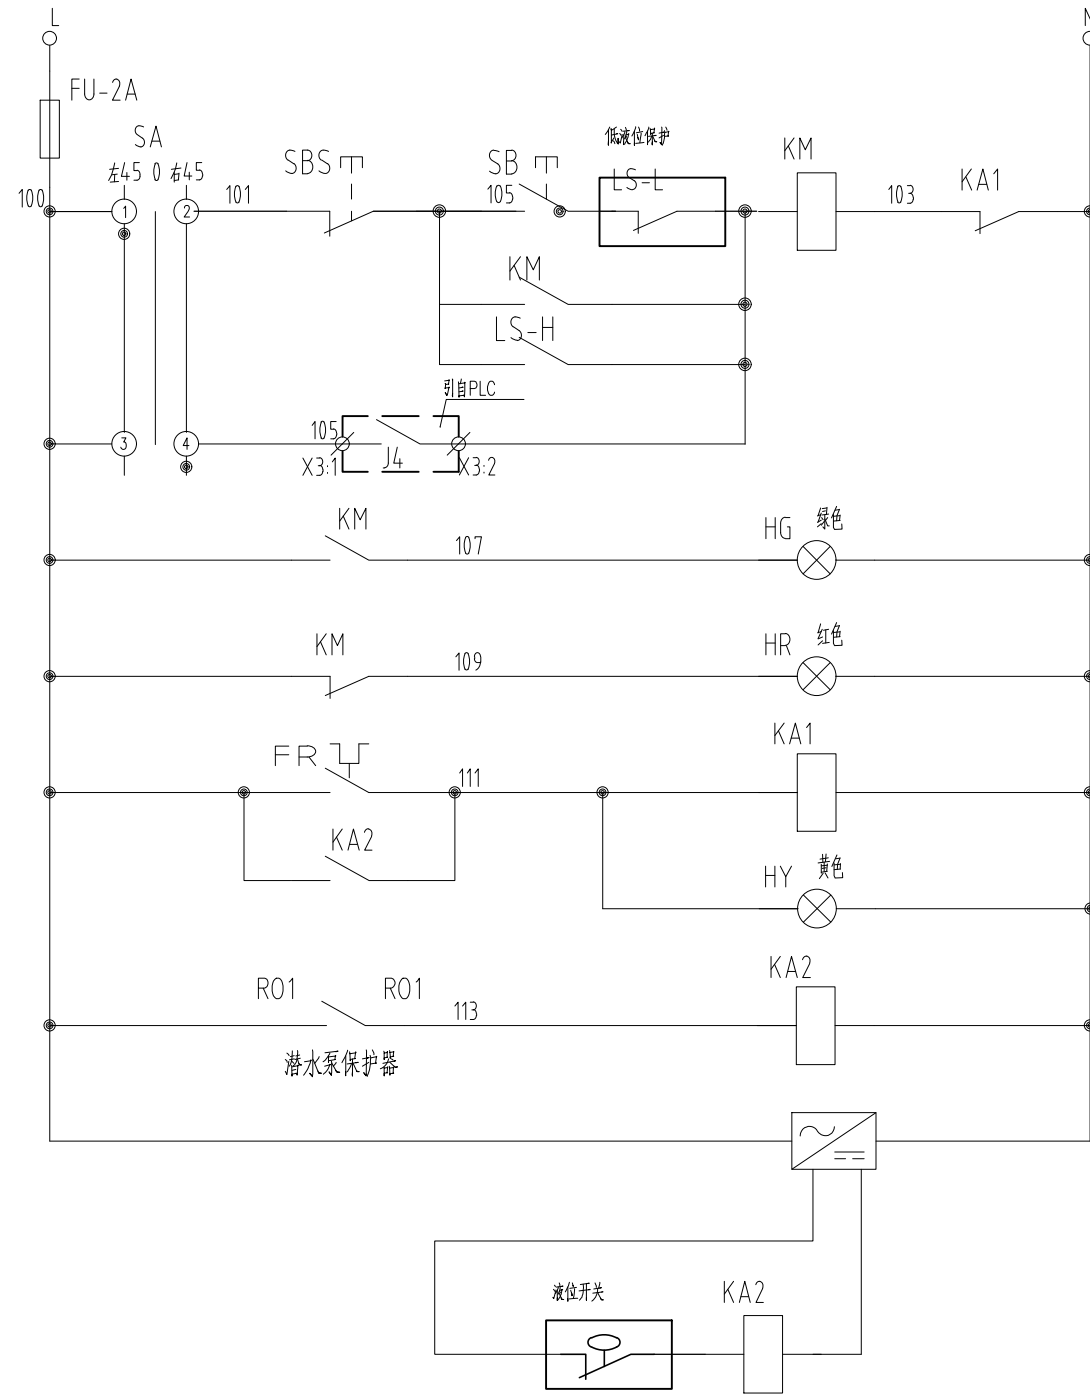 L
N
FU-2A
SA
左45 0 右45
100
1
2
101
SBS
SB
105
低液位保护
LS-L
KM
103
KA1
KM
LS-H
引自PLC
3
4
105
X3:1
J4
X3:2
KM
107
HG
绿色
KM
109
HR
红色
FR
111
KA1
KA2
HY
黄色
RO1
RO1
113
KA2
潜水泵保护器
液位开关
KA2